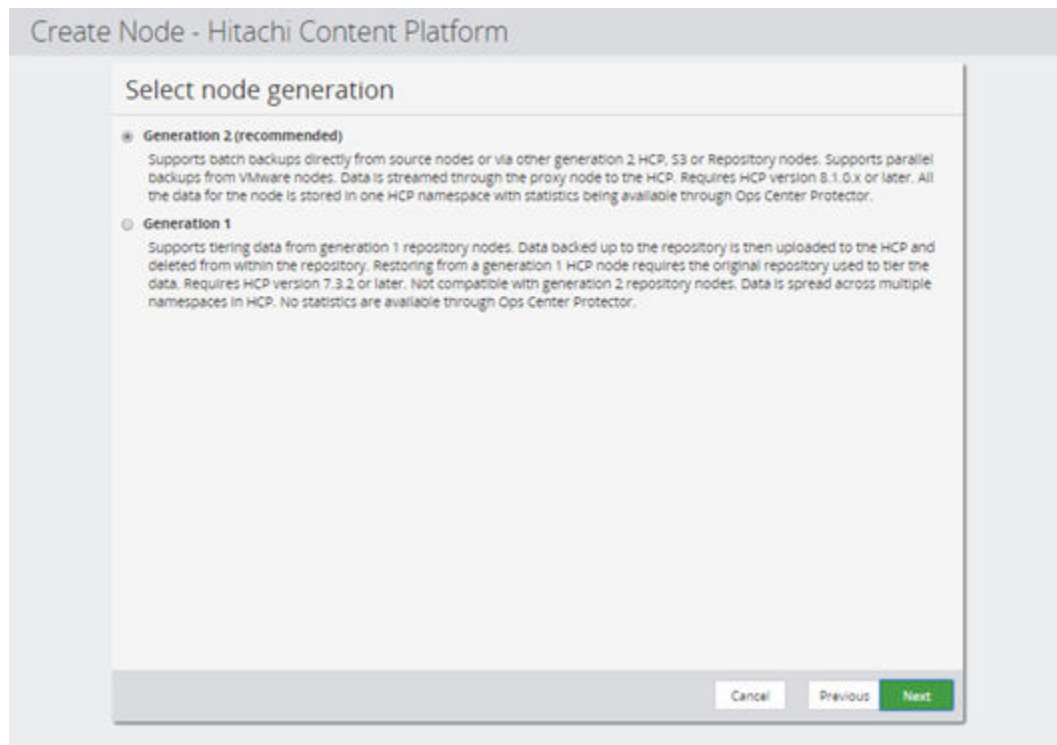 Create Node - Hitachi Content Platform
Select node generation
Generation 2 (recommended)
Supports batch backups directly from source nodes or via other generation 2 HCP, S3 or Repository nodes. Supports parallel
backups from VMware nodes. Data is streamed through the proxy node to the HCP. Requires HCP version 8.1.0.x or later. All
the data for the node is stored in one HCP namespace with statistics being available through Ops Center Protector.
Generation 1
Supports tiering data from generation 1 repository nodes. Data backed up to the repository is then uploaded to the HCP and
deleted from within the repository. Restoring from a generation 1 HCP node requires the original repository used to tier the
data. Requires HCP version 7.3.2 or later. Not compatible with generation 2 repository nodes. Data is spread across multiple
namespaces in HCP. No statistics are available through Ops Center Protector.
Cancel Previous Next